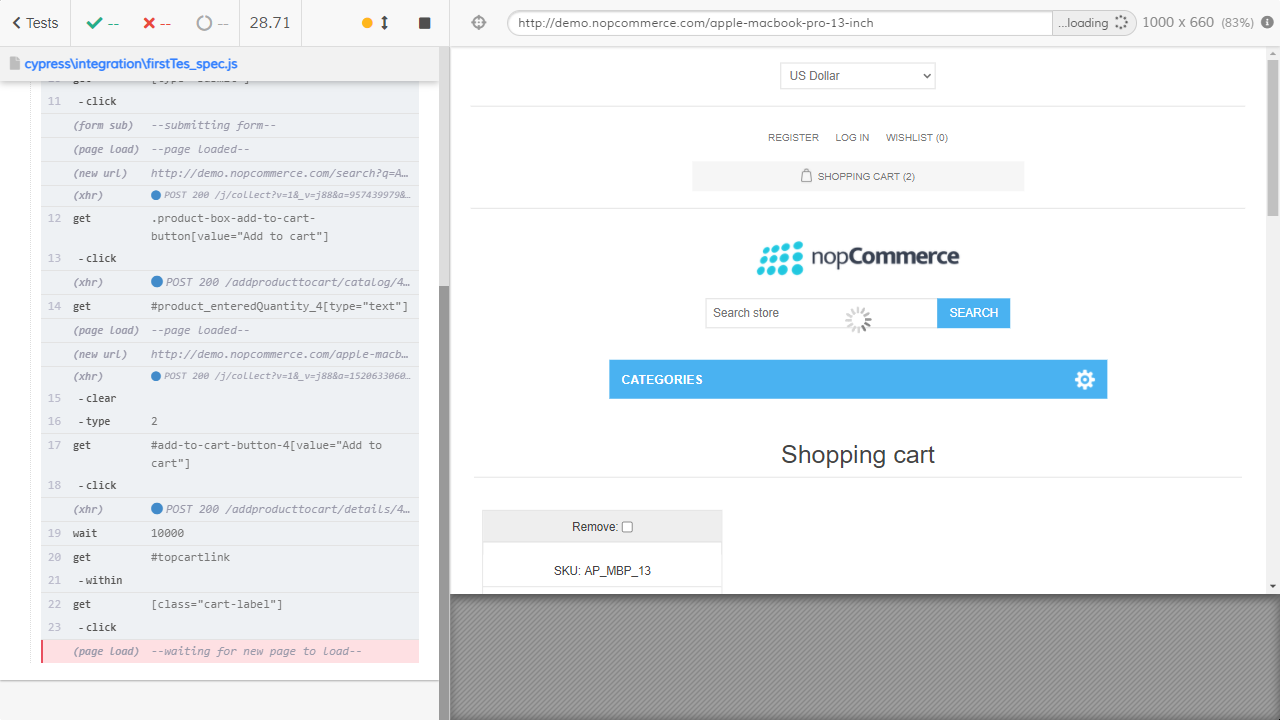 Tests
--
--
--
28.71
http://demo.nopcommerce.com/apple-macbook-pro-13-inch
...loading
1000 x 660 (83%)
cypress\integration\firstTes_spec.js
11 - click
(form sub) --submitting form--
(page load) --page loaded--
(new url) http://demo.nopcommerce.com/search?q=A...
(xhr) POST 200 /j/collect?v=1&_v=j88&a=957439979&...
12 get .product-box-add-to-cart-
button[value="Add to cart"]
13 - click
(xhr) POST 200 /addproducttocart/catalog/4...
14 get #product_enteredQuantity_4[type="text"]
(page load) --page loaded--
(new url) http://demo.nopcommerce.com/apple-macb...
(xhr) POST 200 /j/collect?v=1&_v=j88&a=1520633060...
15 - clear
16 - type 2
17 get #add-to-cart-button-4[value="Add to
cart"]
18 - click
(xhr) POST 200 /addproducttocart/details/4...
19 wait 10000
20 get #topcartlink
21 - within
22 get [class="cart-label"]
23 - click
(page load) --waiting for new page to load--
US Dollar
REGISTER LOG IN WISHLIST (0)
SHOPPING CART (2)
nopCommerce
Search store SEARCH
CATEGORIES
Shopping cart
Remove:
SKU: AP_MBP_13